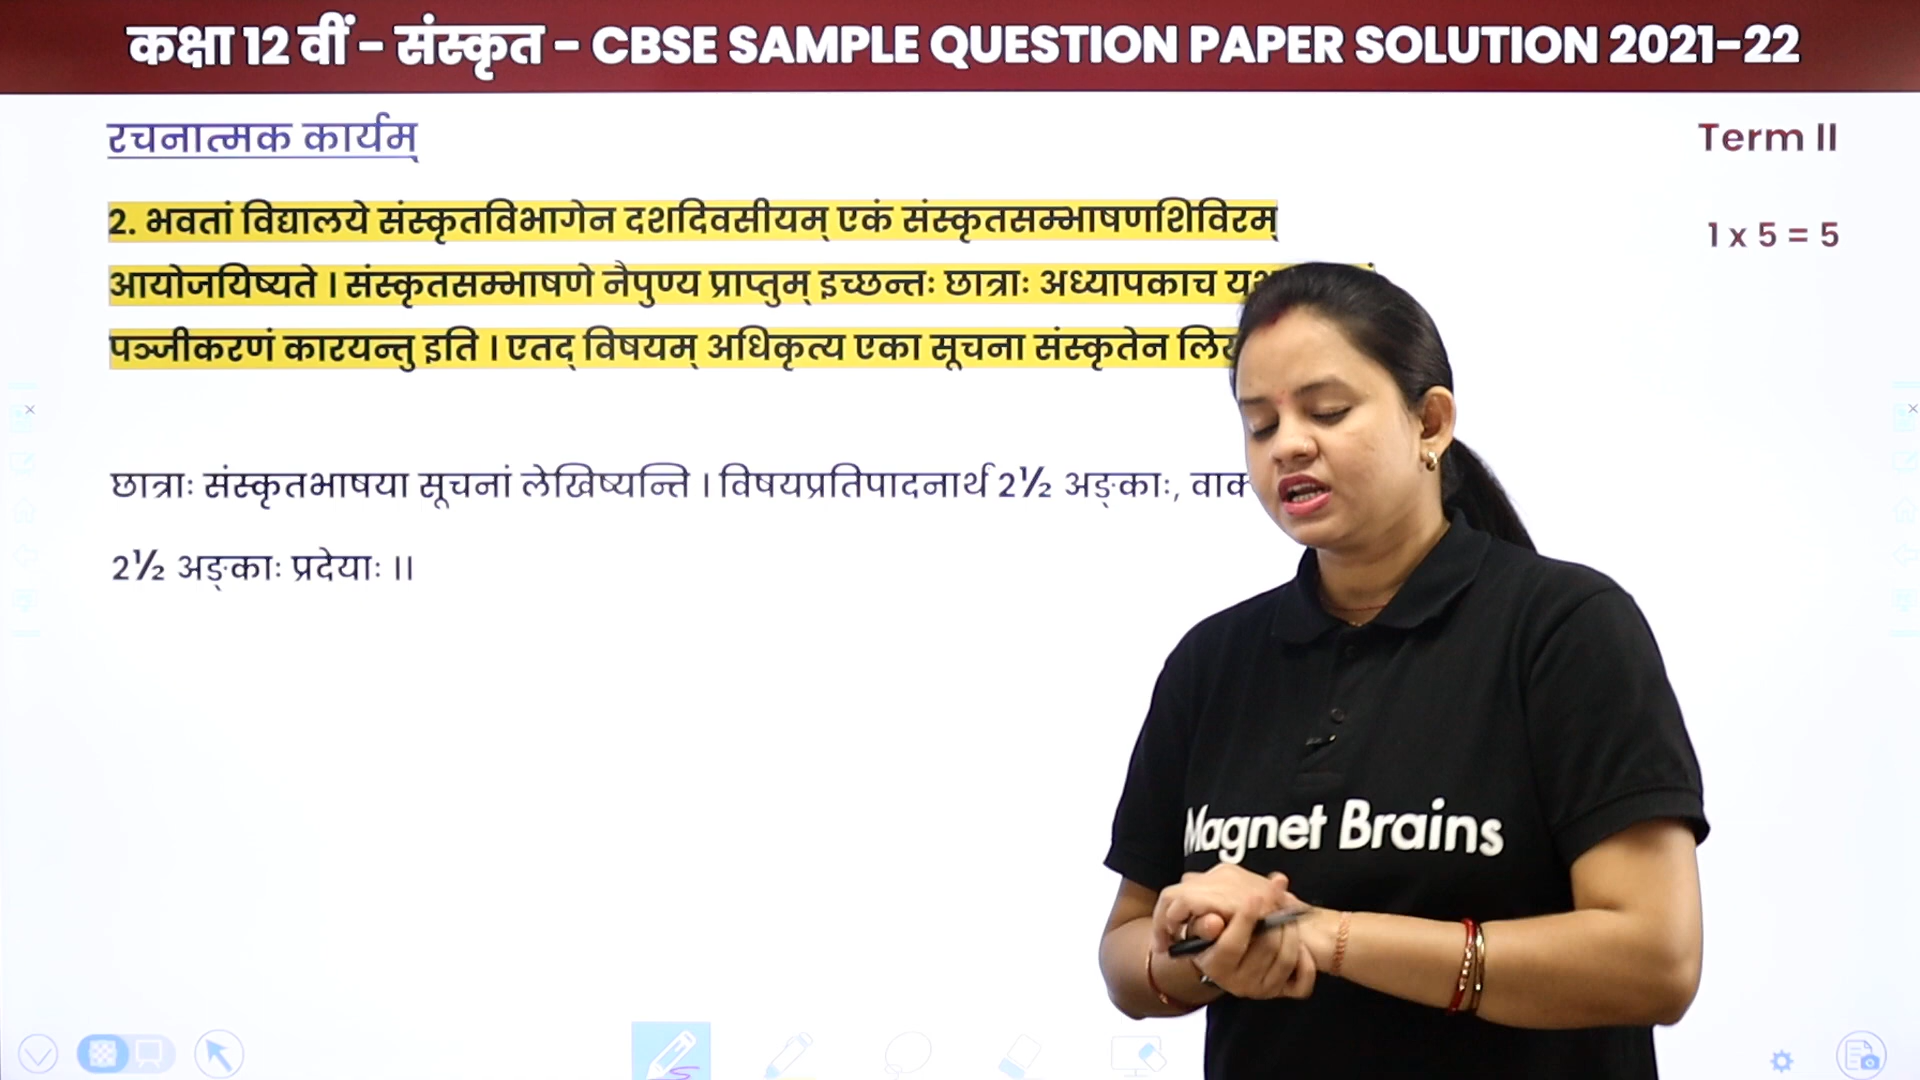 कक्षा 12 वीं - संस्कृत - CBSE SAMPLE QUESTION PAPER SOLUTION 2021-22
रचनात्मक कार्यम्
Term II
2. भवतां विद्यालये संस्कृतविभागेन दशदिवसीयम् एकं संस्कृतसम्भाषणशिविरम्
1 x 5 = 5
आयोजयिष्यते । संस्कृतसम्भाषणे नैपुण्य प्राप्तुम् इच्छन्तः छात्राः अध्यापकाच
पञ्जीकरणं कारयन्तु इति । एतद् विषयम् अधिकृत्य एका सूचना संस्कृतेन
छात्राः संस्कृतभाषया सूचनां लेखिष्यन्ति । विषयप्रतिपादनार्थ 2½ अङ्काः,
2½ अङ्काः प्रदेयाः ।।
Magnet Brains